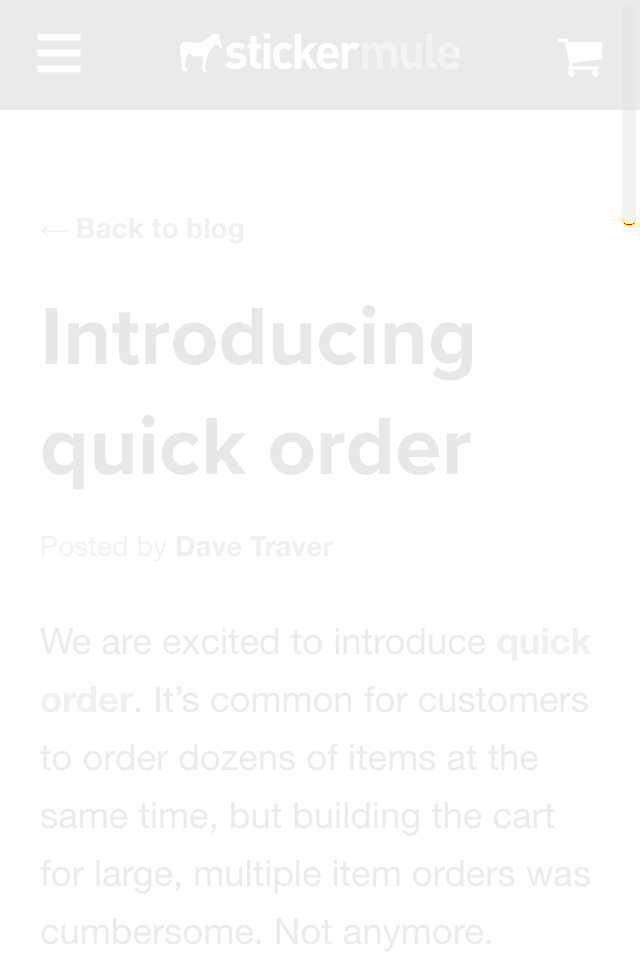 stickermule
← Back to blog
Introducing
quick order
Posted by Dave Traver
We are excited to introduce quick
order. It’s common for customers
to order dozens of items at the
same time, but building the cart
for large, multiple item orders was
cumbersome. Not anymore.